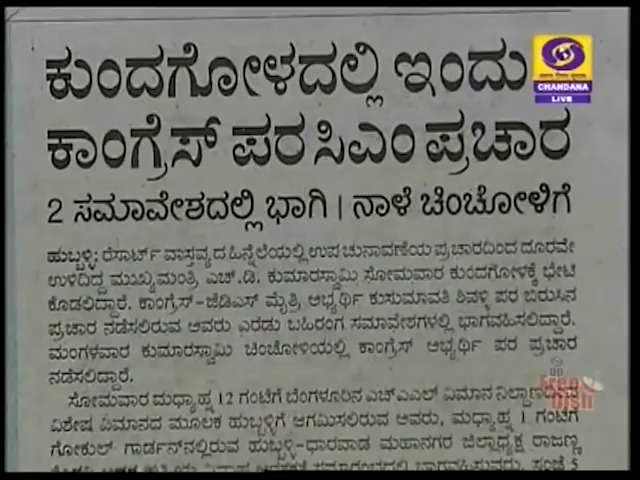 ಕುಂದಗೋಳದಲ್ಲಿ ಇಂದು
ಕಾಂಗ್ರೆಸ್ ಪರ ಸಿಎಂ ಪ್ರಚಾರ
2 ಸಮಾವೇಶದಲ್ಲಿ ಭಾಗಿ | ನಾಳೆ ಚಿಂಚೋಳಿಗೆ
ಹುಬ್ಬಳ್ಳಿ: ರೆಸಾರ್ಟ್ ವಾಸ್ತವ್ಯದ ಹಿನ್ನೆಲೆಯಲ್ಲಿ ಉಪ ಚುನಾವಣೆಯ ಪ್ರಚಾರದಿಂದ ದೂರವೇ
ಉಳಿದಿದ್ದ ಮುಖ್ಯಮಂತ್ರಿ ಎಚ್.ಡಿ. ಕುಮಾರಸ್ವಾಮಿ ಸೋಮವಾರ ಕುಂದಗೋಳಕ್ಕೆ ಭೇಟಿ
ಕೊಡಲಿದ್ದಾರೆ. ಕಾಂಗ್ರೆಸ್-ಜೆಡಿಎಸ್ ಮೈತ್ರಿ ಅಭ್ಯರ್ಥಿ ಕುಸುಮಾವತಿ ಶಿವಳ್ಳಿ ಪರ ಬಿರುಸಿನ
ಪ್ರಚಾರ ನಡೆಸಲಿರುವ ಅವರು ಎರಡು ಬಹಿರಂಗ ಸಮಾವೇಶಗಳಲ್ಲಿ ಭಾಗವಹಿಸಲಿದ್ದಾರೆ.
ಮಂಗಳವಾರ ಕುಮಾರಸ್ವಾಮಿ ಚಿಂಚೋಳಿಯಲ್ಲಿ ಕಾಂಗ್ರೆಸ್ ಅಭ್ಯರ್ಥಿ ಪರ ಪ್ರಚಾರ
ನಡೆಸಲಿದ್ದಾರೆ.
ಸೋಮವಾರ ಮಧ್ಯಾಹ್ನ 12 ಗಂಟೆಗೆ ಬೆಂಗಳೂರಿನ ಎಚ್ಎಎಲ್ ವಿಮಾನ ನಿಲ್ದಾಣದಿಂದ
ವಿಶೇಷ ವಿಮಾನದ ಮೂಲಕ ಹುಬ್ಬಳ್ಳಿಗೆ ಆಗಮಿಸಲಿರುವ ಅವರು, ಮಧ್ಯಾಹ್ನ 1 ಗಂಟೆಗೆ
ಗೋಕುಲ್ ಗಾರ್ಡನ್‌ನಲ್ಲಿರುವ ಹುಬ್ಬಳ್ಳಿ-ಧಾರವಾಡ ಮಹಾನಗರ ಜಿಲ್ಲಾಧ್ಯಕ್ಷ ರಾಜಣ್ಣ
CHANDANA
LIVE
DD
Free
Dish